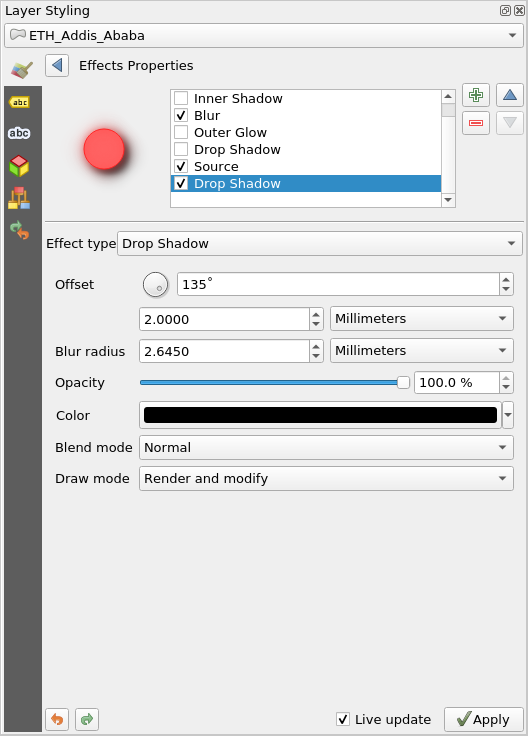 Layer Styling
ETH_Addis_Ababa
Effects Properties
abc
abc
Inner Shadow
Blur
Outer Glow
Drop Shadow
Source
Drop Shadow
Effect type Drop Shadow
Offset 135˚
2.0000 Millimeters
Blur radius 2.6450 Millimeters
Opacity 100.0 %
Color
Blend mode Normal
Draw mode Render and modify
Live update Apply